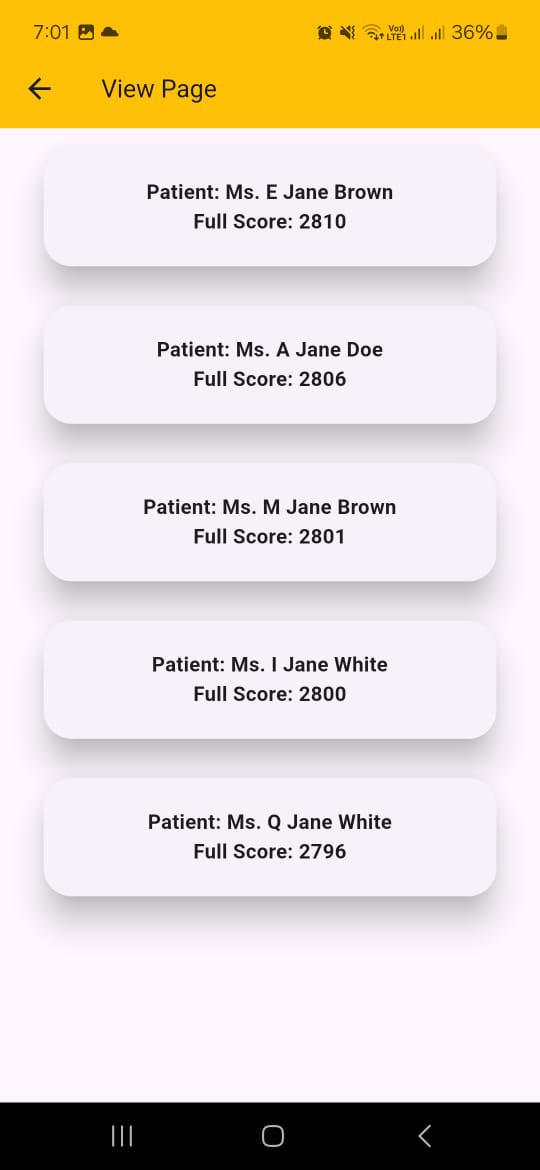 7:01
Vo)) LTE1 36%
View Page
Patient: Ms. E Jane Brown
Full Score: 2810
Patient: Ms. A Jane Doe
Full Score: 2806
Patient: Ms. M Jane Brown
Full Score: 2801
Patient: Ms. I Jane White
Full Score: 2800
Patient: Ms. Q Jane White
Full Score: 2796